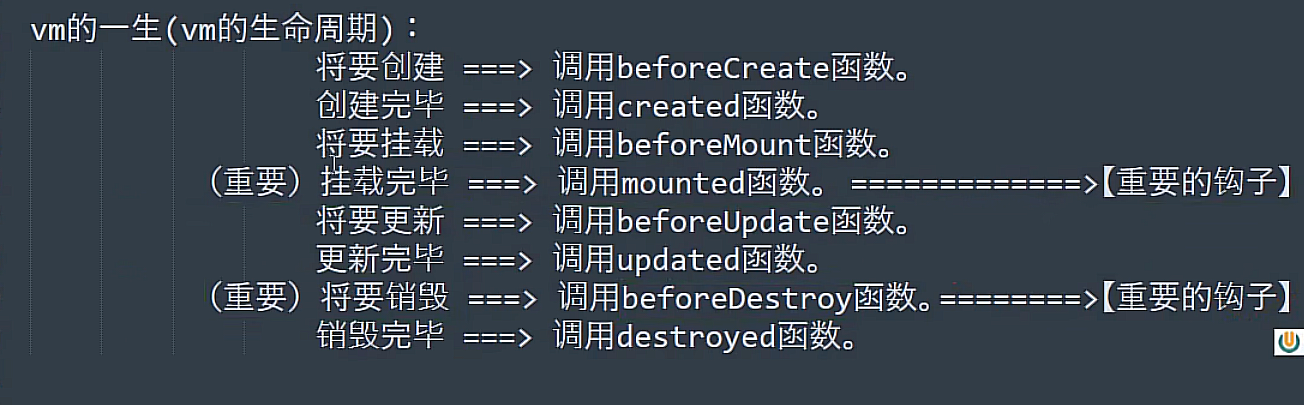 vm的一生(vm的生命周期)：
将要创建 ===> 调用beforeCreate函数。
创建完毕 ===> 调用created函数。
将要挂载 ===> 调用beforeMount函数。
（重要）挂载完毕 ===> 调用mounted函数。 =============>【重要的钩子】
将要更新 ===> 调用beforeUpdate函数。
更新完毕 ===> 调用updated函数。
（重要）将要销毁 ===> 调用beforeDestroy函数。========>【重要的钩子】
销毁完毕 ===> 调用destroyed函数。